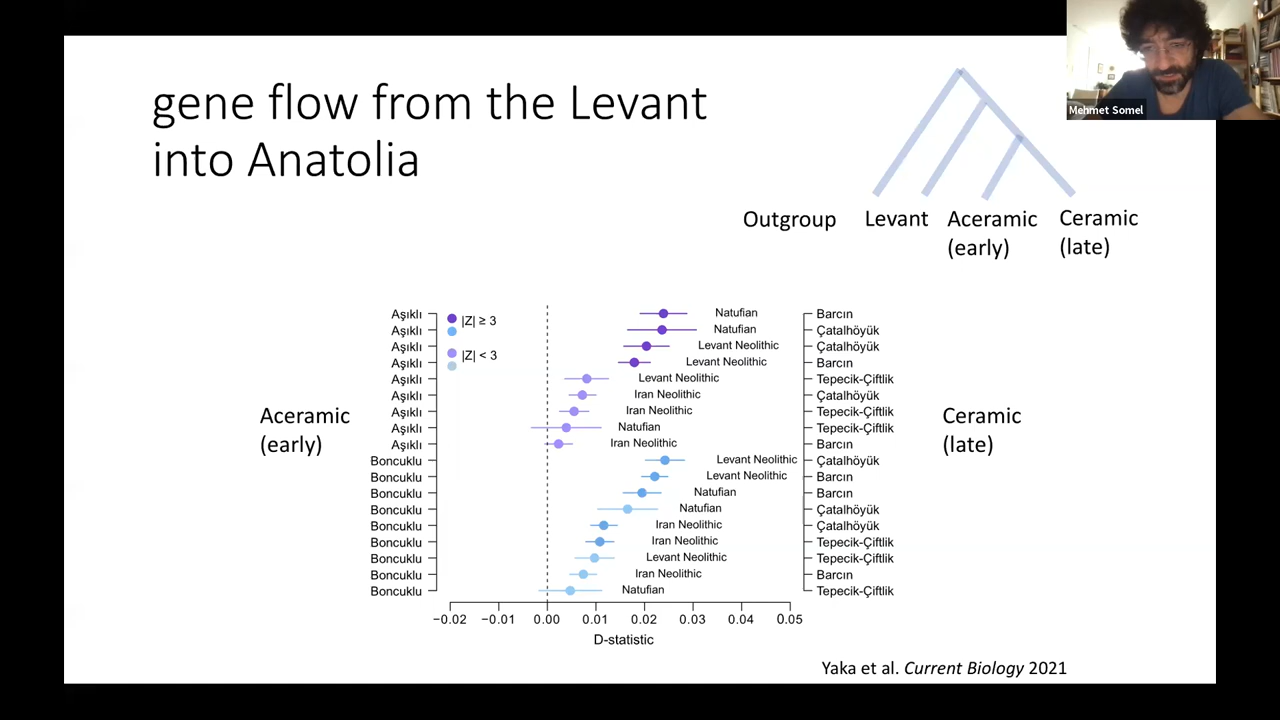 gene flow from the Levant
into Anatolia
Mehmet Somel
Outgroup Levant Aceramic (early) Ceramic (late)
|Z| ≥ 3
|Z| < 3
Aceramic
(early)
Ceramic
(late)
Aşıklı Natufian Barcın
Aşıklı Natufian Çatalhöyük
Aşıklı Levant Neolithic Çatalhöyük
Aşıklı Levant Neolithic Barcın
Aşıklı Levant Neolithic Tepecik-Çiftlik
Aşıklı Iran Neolithic Çatalhöyük
Aşıklı Iran Neolithic Tepecik-Çiftlik
Aşıklı Natufian Tepecik-Çiftlik
Aşıklı Iran Neolithic Barcın
Boncuklu Levant Neolithic Çatalhöyük
Boncuklu Levant Neolithic Barcın
Boncuklu Natufian Barcın
Boncuklu Natufian Çatalhöyük
Boncuklu Iran Neolithic Çatalhöyük
Boncuklu Iran Neolithic Tepecik-Çiftlik
Boncuklu Levant Neolithic Tepecik-Çiftlik
Boncuklu Iran Neolithic Barcın
Boncuklu Natufian Tepecik-Çiftlik
−0.02 −0.01 0.00 0.01 0.02 0.03 0.04 0.05
D-statistic
Yaka et al. Current Biology 2021